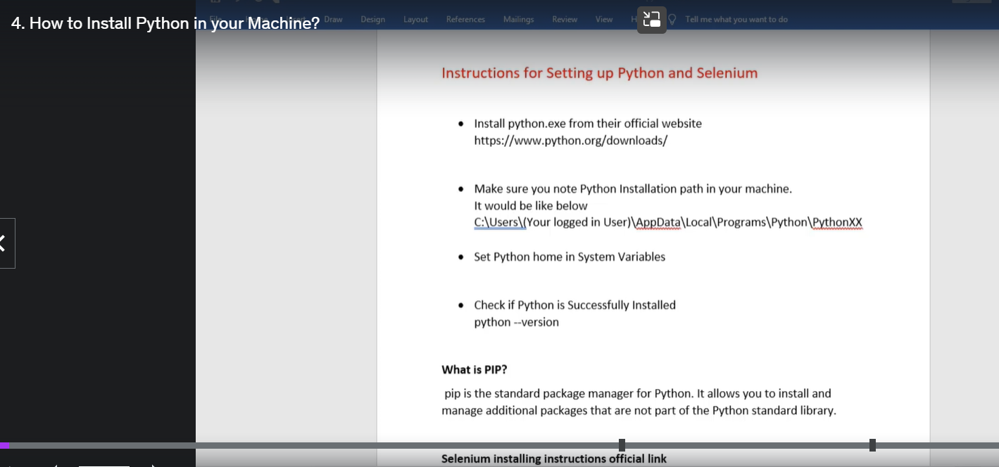 4. How to Install Python in your Machine?
File Home Insert Draw Design Layout References Mailings Review View Tell me what you want to do
Instructions for Setting up Python and Selenium
• Install python.exe from their official website
https://www.python.org/downloads/
• Make sure you note Python Installation path in your machine.
It would be like below
C:\Users\(Your logged in User)\AppData\Local\Programs\Python\PythonXX
• Set Python home in System Variables
• Check if Python is Successfully Installed
python --version
What is PIP?
pip is the standard package manager for Python. It allows you to install and
manage additional packages that are not part of the Python standard library.
Selenium installing instructions official link